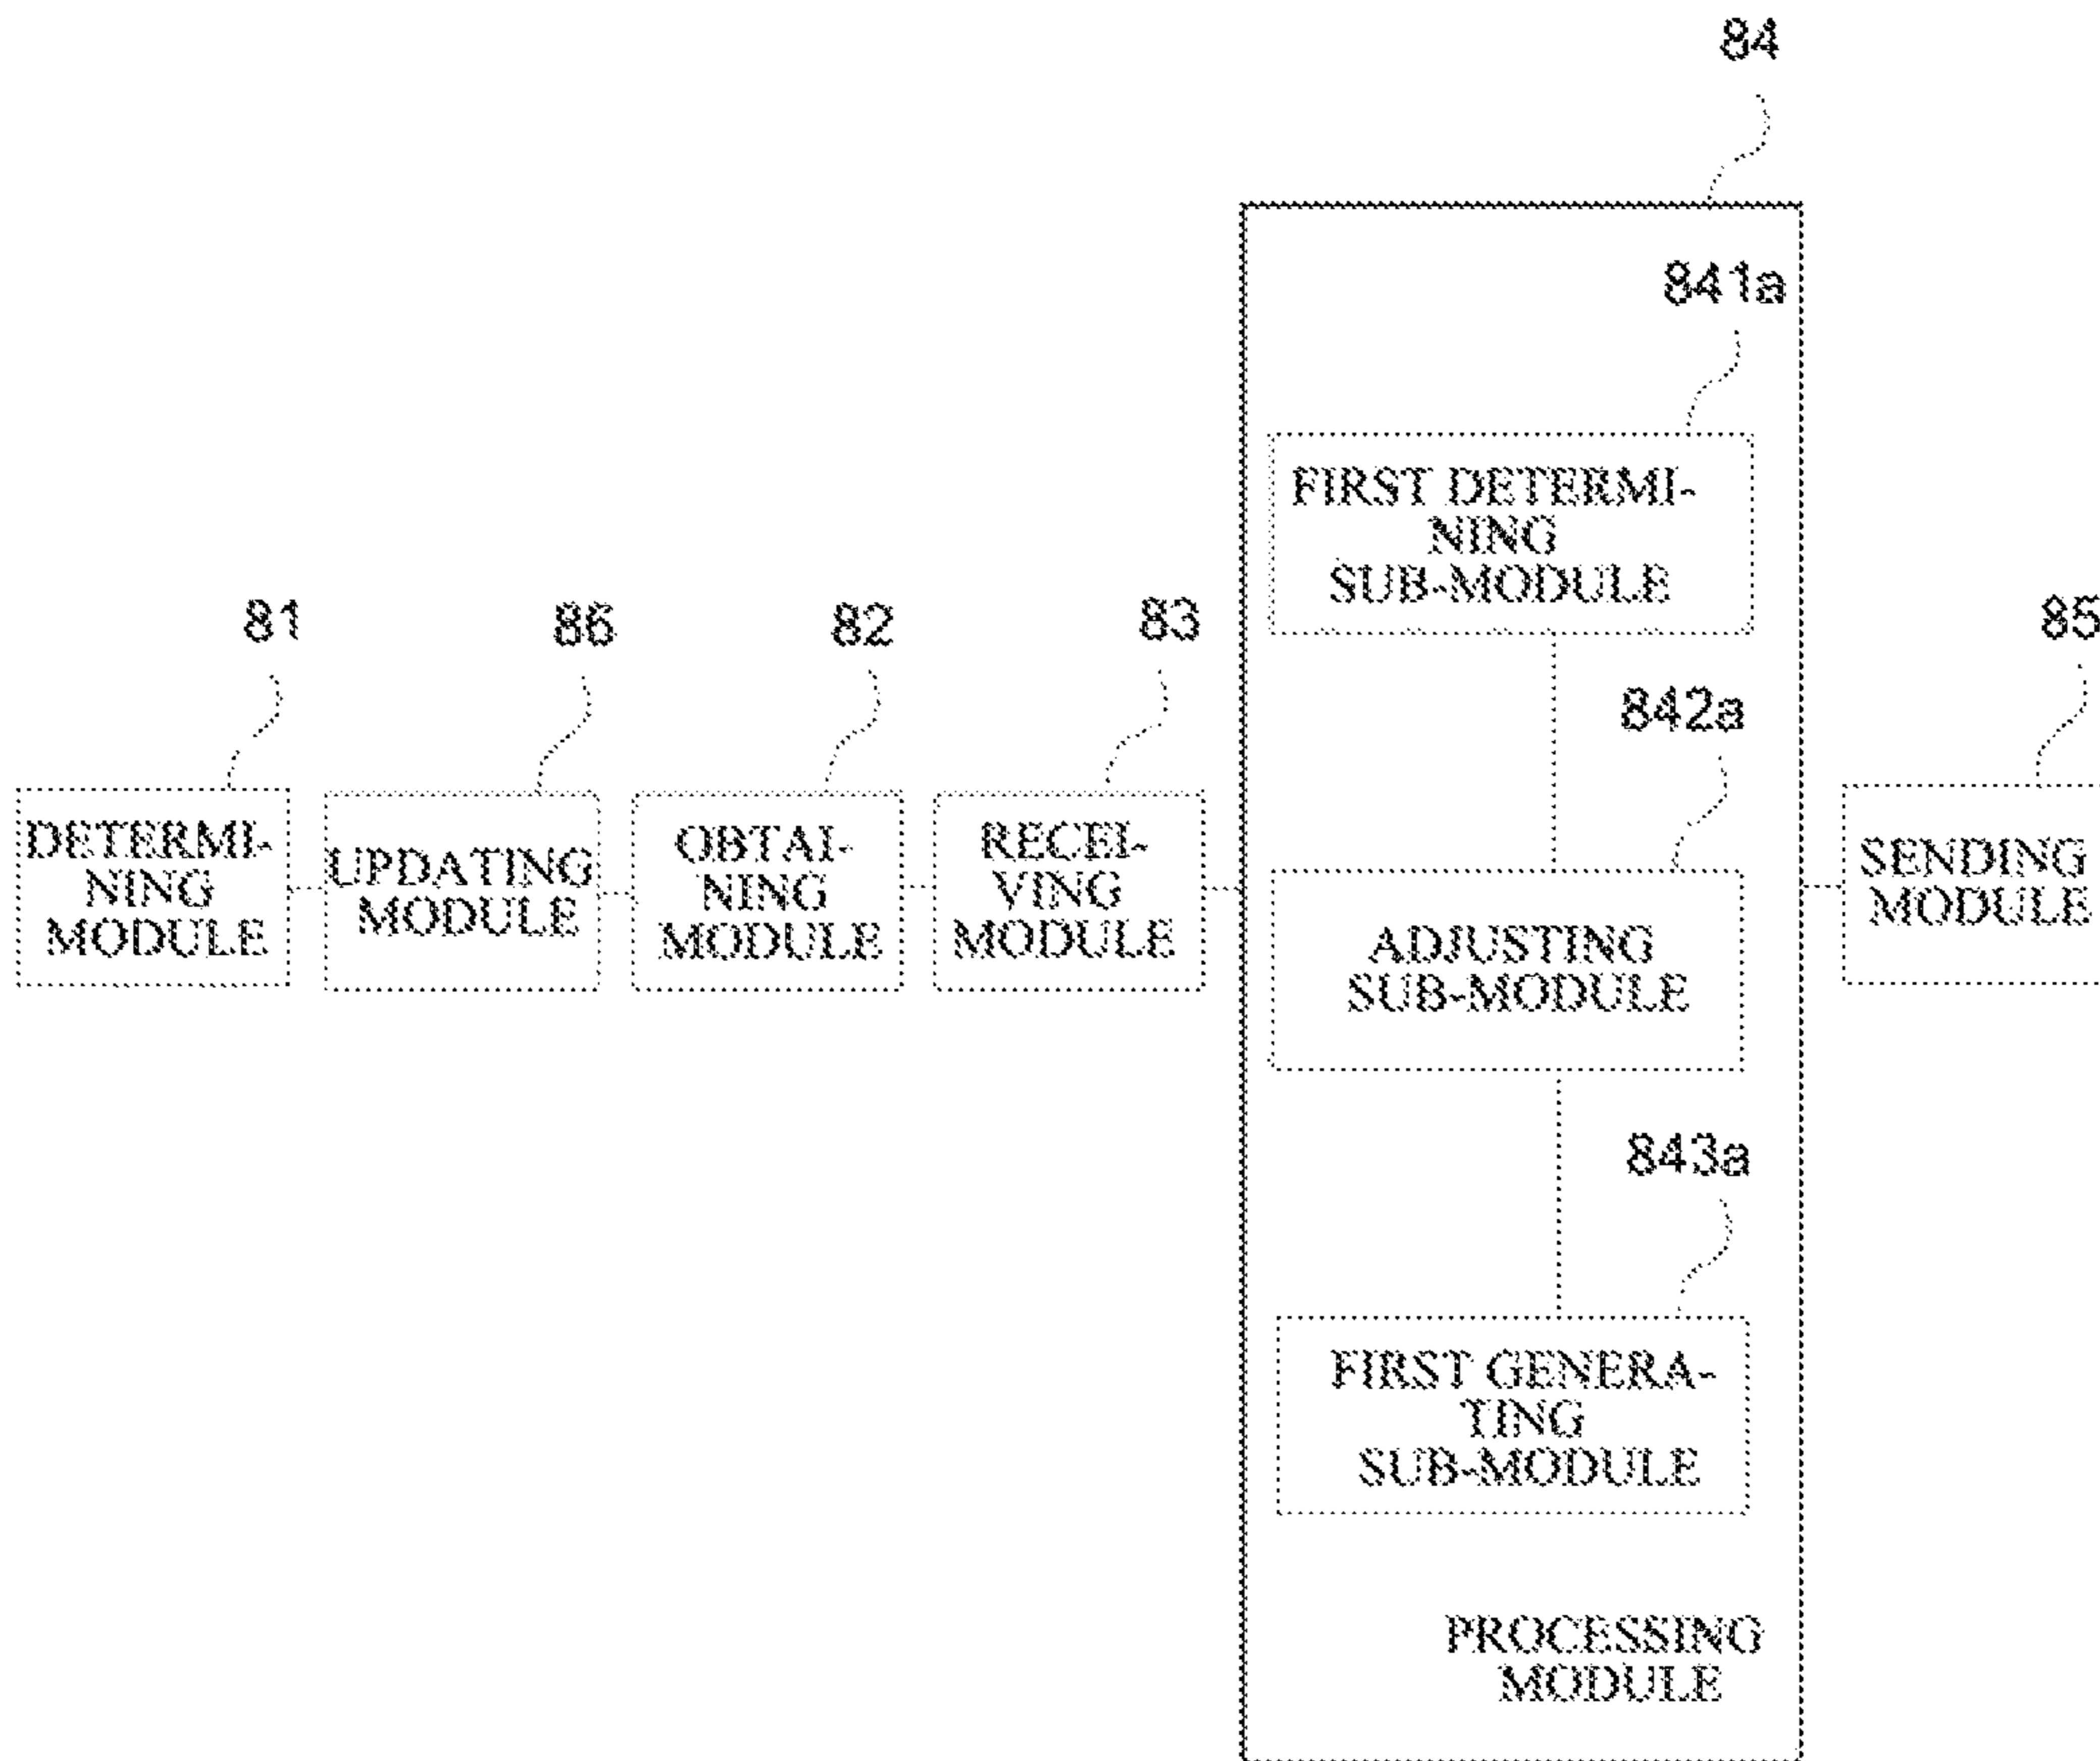 84
841a
FIRST DETERMI-
NING
SUB-MODULE
81
86
82
83
85
842a
DETERMI-
NING
MODULE
UPDATING
MODULE
OBTAI-
NING
MODULE
RECEI-
VING
MODULE
ADJUSTING
SUB-MODULE
SENDING
MODULE
843a
FIRST GENERA-
TING
SUB-MODULE
PROCESSING
MODULE